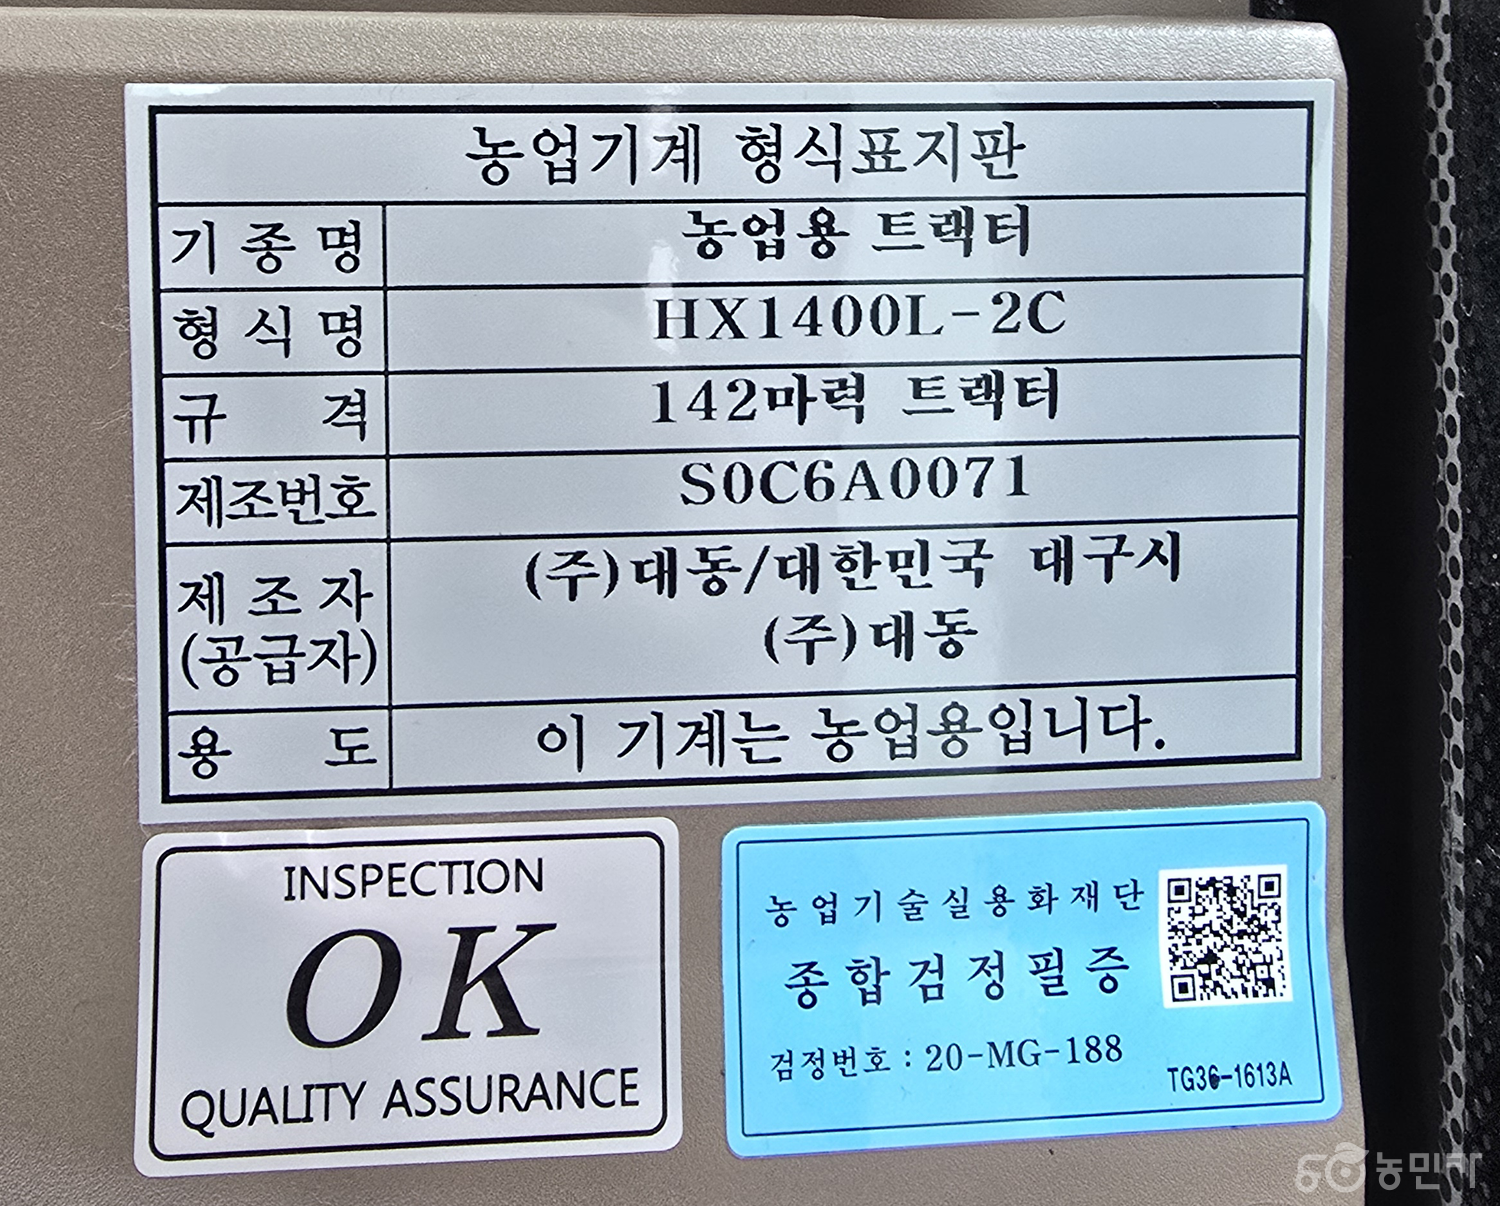 농업기계 형식표지판
기종명 농업용 트랙터
형식명 HX1400L-2C
규격 142마력 트랙터
제조번호 S0C6A0071
제조자 (주)대동/대한민국 대구시
(공급자) (주)대동
용도 이 기계는 농업용입니다.
INSPECTION
OK
QUALITY ASSURANCE
농업기술실용화재단
종합검정필증
검정번호 : 20-MG-188
TG36-1613A
농민가